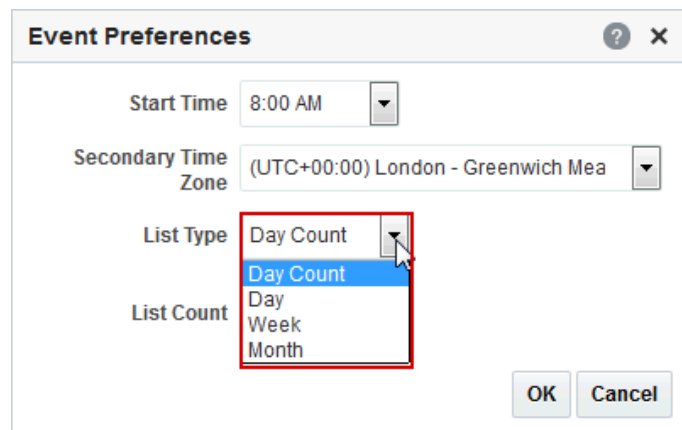 Event Preferences ?
Start Time 8:00 AM
Secondary Time
Zone (UTC+00:00) London - Greenwich Mea
List Type Day Count
Day Count
Day
List Count Week
Month
OK Cancel